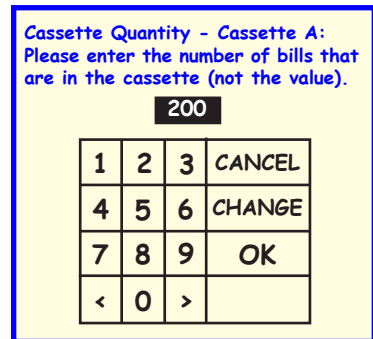 Cassette Quantity - Cassette A:
Please enter the number of bills that
are in the cassette (not the value).
200
1 2 3 CANCEL
4 5 6 CHANGE
7 8 9 OK
< 0 >